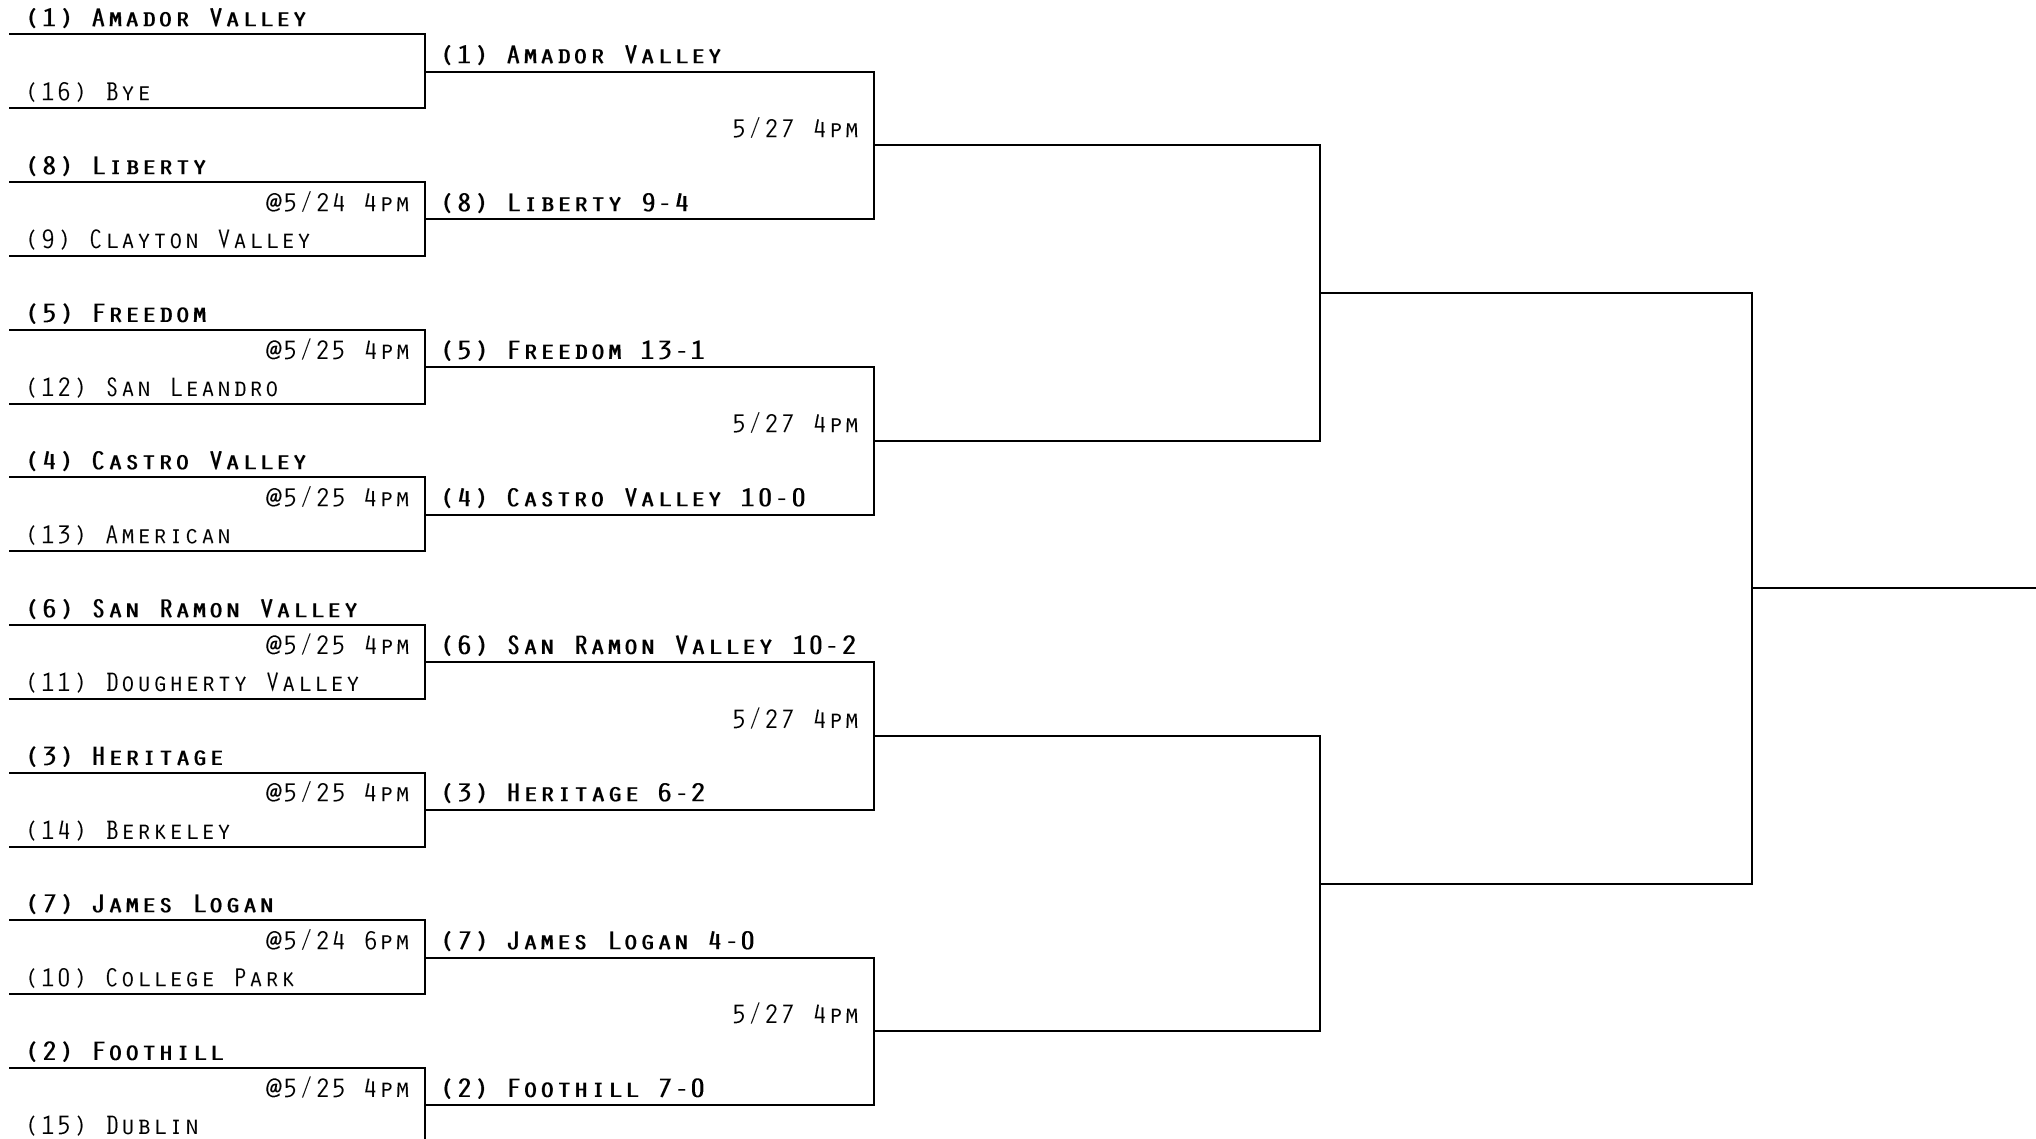 (1) Amador Valley
(1) Amador Valley
(16) Bye
5/27 4pm
(8) Liberty
@5/24 4pm
(8) Liberty 9-4
(9) Clayton Valley
(5) Freedom
@5/25 4pm
(5) Freedom 13-1
(12) San Leandro
5/27 4pm
(4) Castro Valley
@5/25 4pm
(4) Castro Valley 10-0
(13) American
(6) San Ramon Valley
@5/25 4pm
(6) San Ramon Valley 10-2
(11) Dougherty Valley
5/27 4pm
(3) Heritage
@5/25 4pm
(3) Heritage 6-2
(14) Berkeley
(7) James Logan
@5/24 6pm
(7) James Logan 4-0
(10) College Park
5/27 4pm
(2) Foothill
@5/25 4pm
(2) Foothill 7-0
(15) Dublin